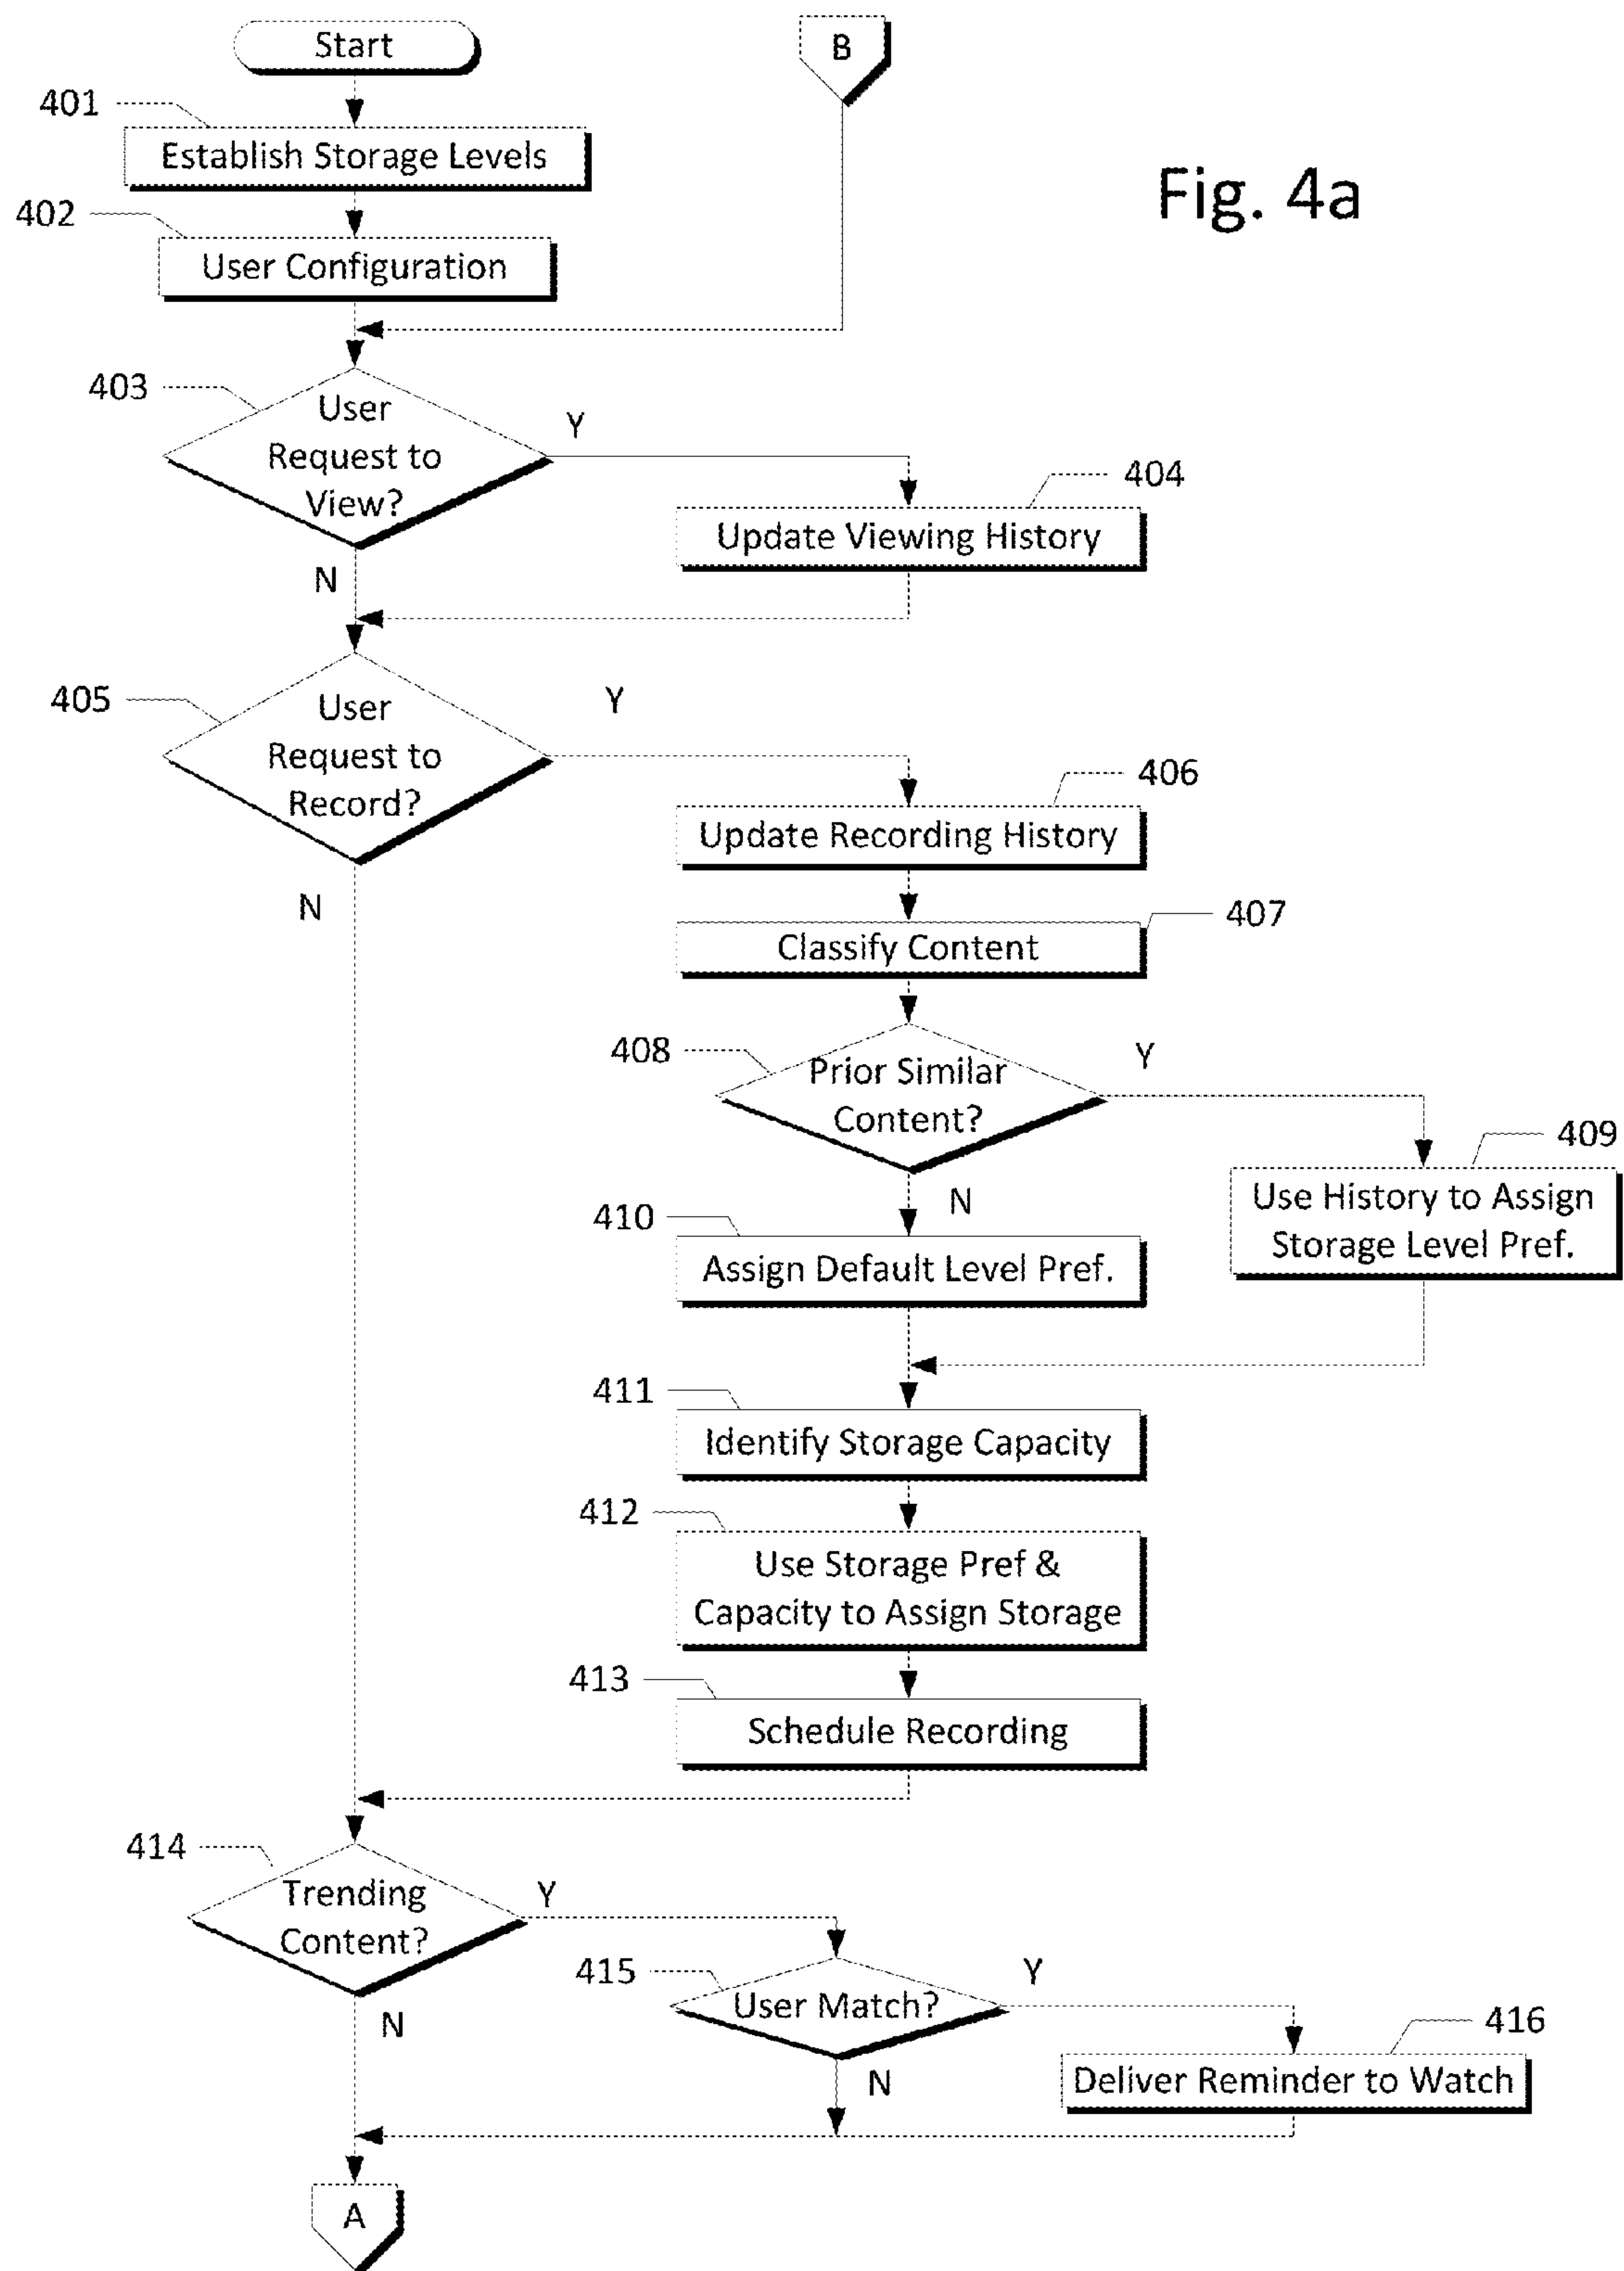 Start
B
401
Establish Storage Levels
Fig. 4a
402
User Configuration
403
User
Request to
View?
Y
404
Update Viewing History
N
405
User
Request to
Record?
Y
406
Update Recording History
N
407
Classify Content
408
Prior Similar
Content?
Y
409
Use History to Assign
Storage Level Pref.
N
410
Assign Default Level Pref.
411
Identify Storage Capacity
412
Use Storage Pref &
Capacity to Assign Storage
413
Schedule Recording
414
Trending
Content?
Y
415
User Match?
Y
N
416
Deliver Reminder to Watch
N
A